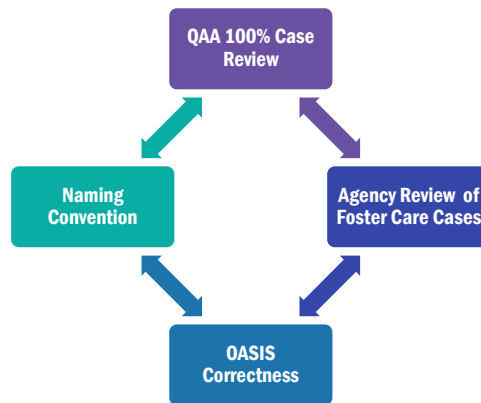 QAA 100% Case
Review
Naming
Convention
Agency Review of
Foster Care Cases
OASIS
Correctness